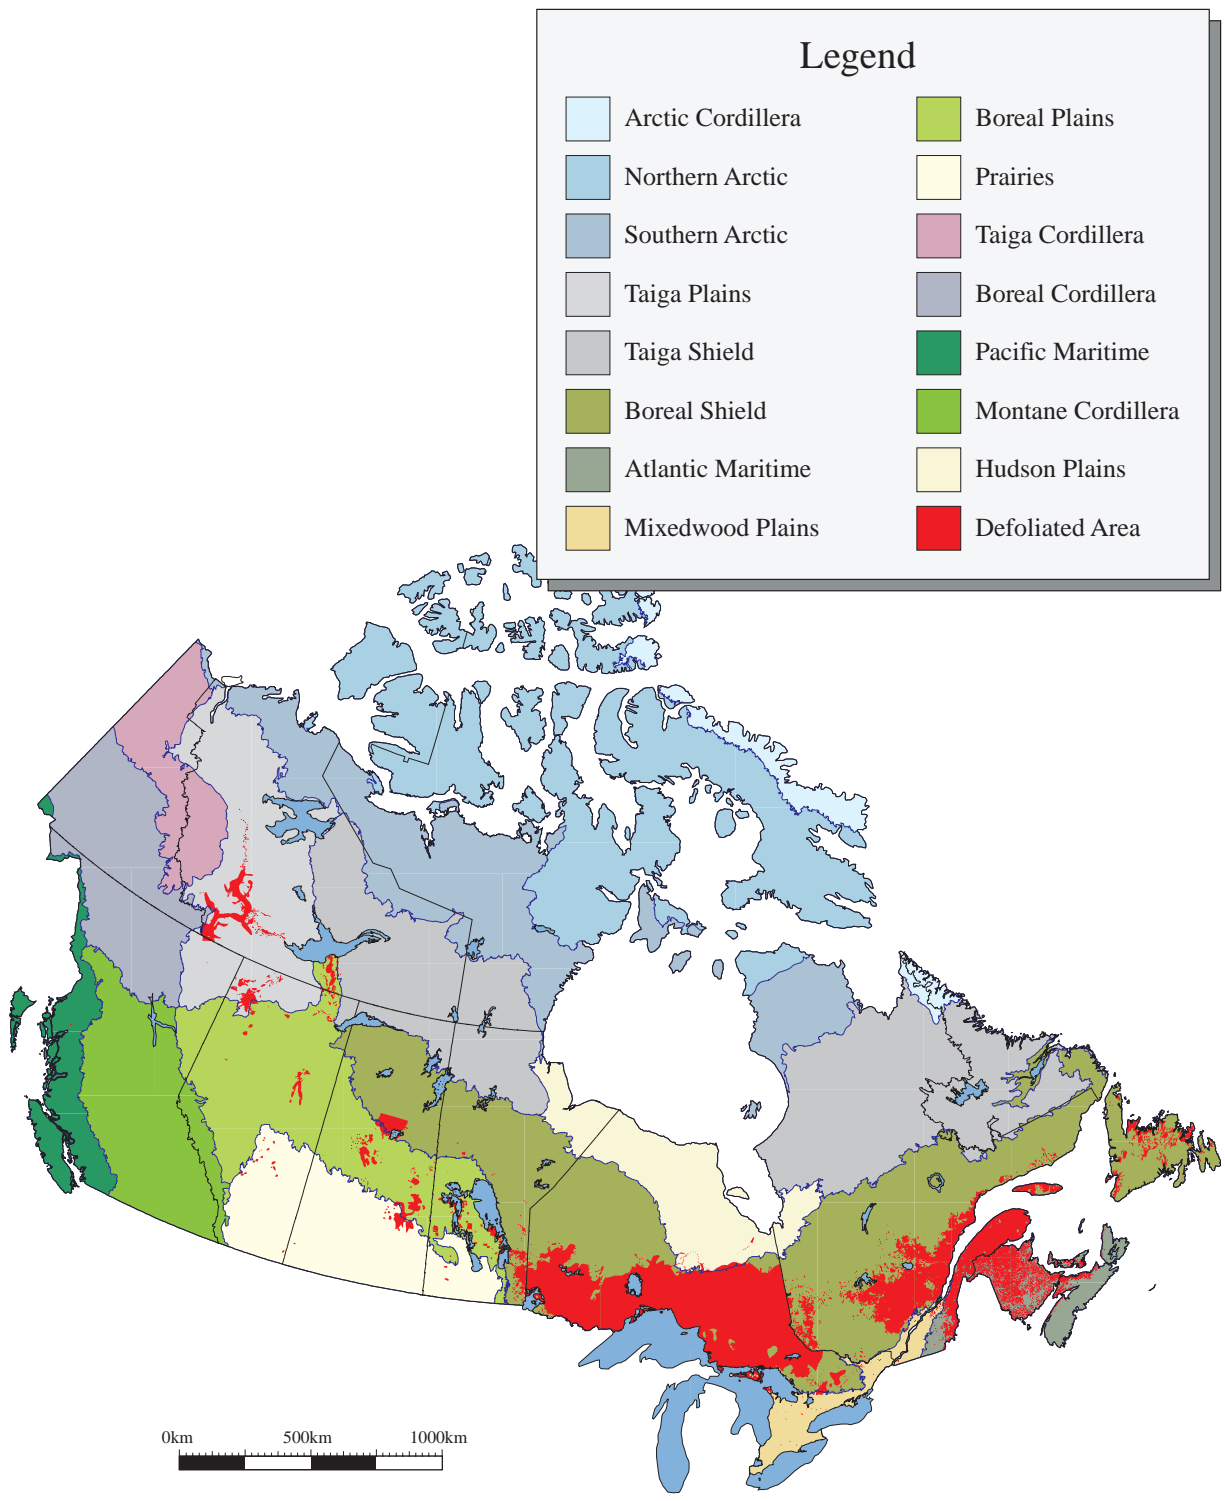 Legend
Arctic Cordillera
Northern Arctic
Southern Arctic
Taiga Plains
Taiga Shield
Boreal Shield
Atlantic Maritime
Mixedwood Plains
Boreal Plains
Prairies
Taiga Cordillera
Boreal Cordillera
Pacific Maritime
Montane Cordillera
Hudson Plains
Defoliated Area
0km 500km 1000km